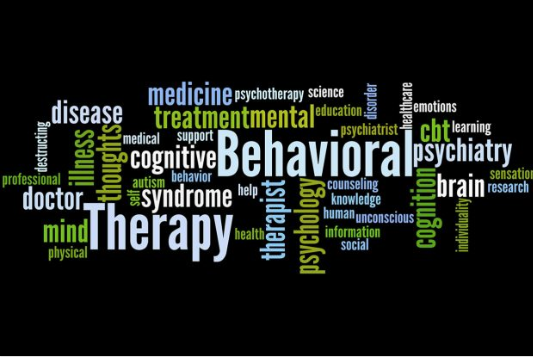 medicine
psychotherapy
science
disorder
healthcare
emotions
disease
treatment
mental
education
psychiatrist
cbt
learning
destructing
illness
thoughts
medical
support
cognitive
Behavioral
psychiatry
professional
autism
behavior
doctor
self
syndrome
help
therapist
psychology
counseling
knowledge
human
unconscious
cognition
brain
sensation
research
individuality
mind
Therapy
health
information
social
physical